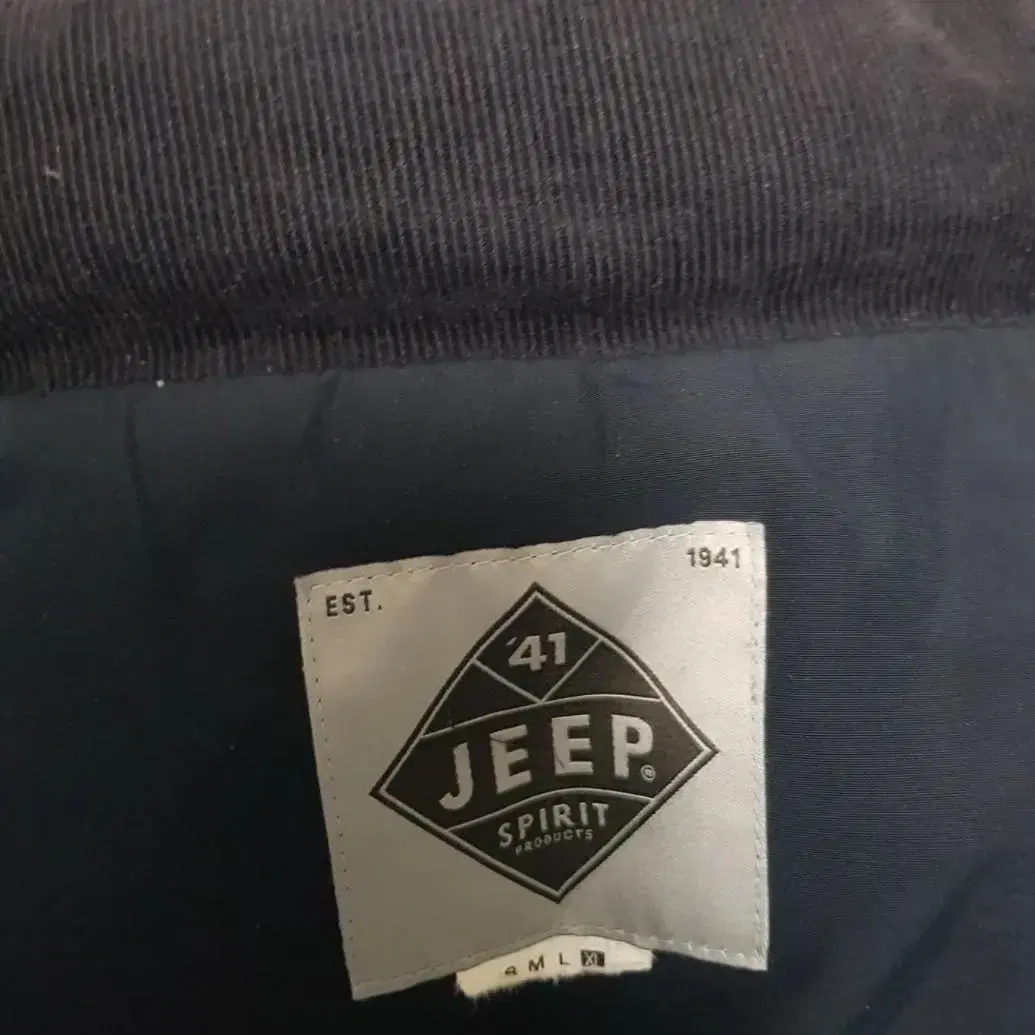 EST. 1941
'41
JEEP®
SPIRIT
PRODUCTS
S M L XL